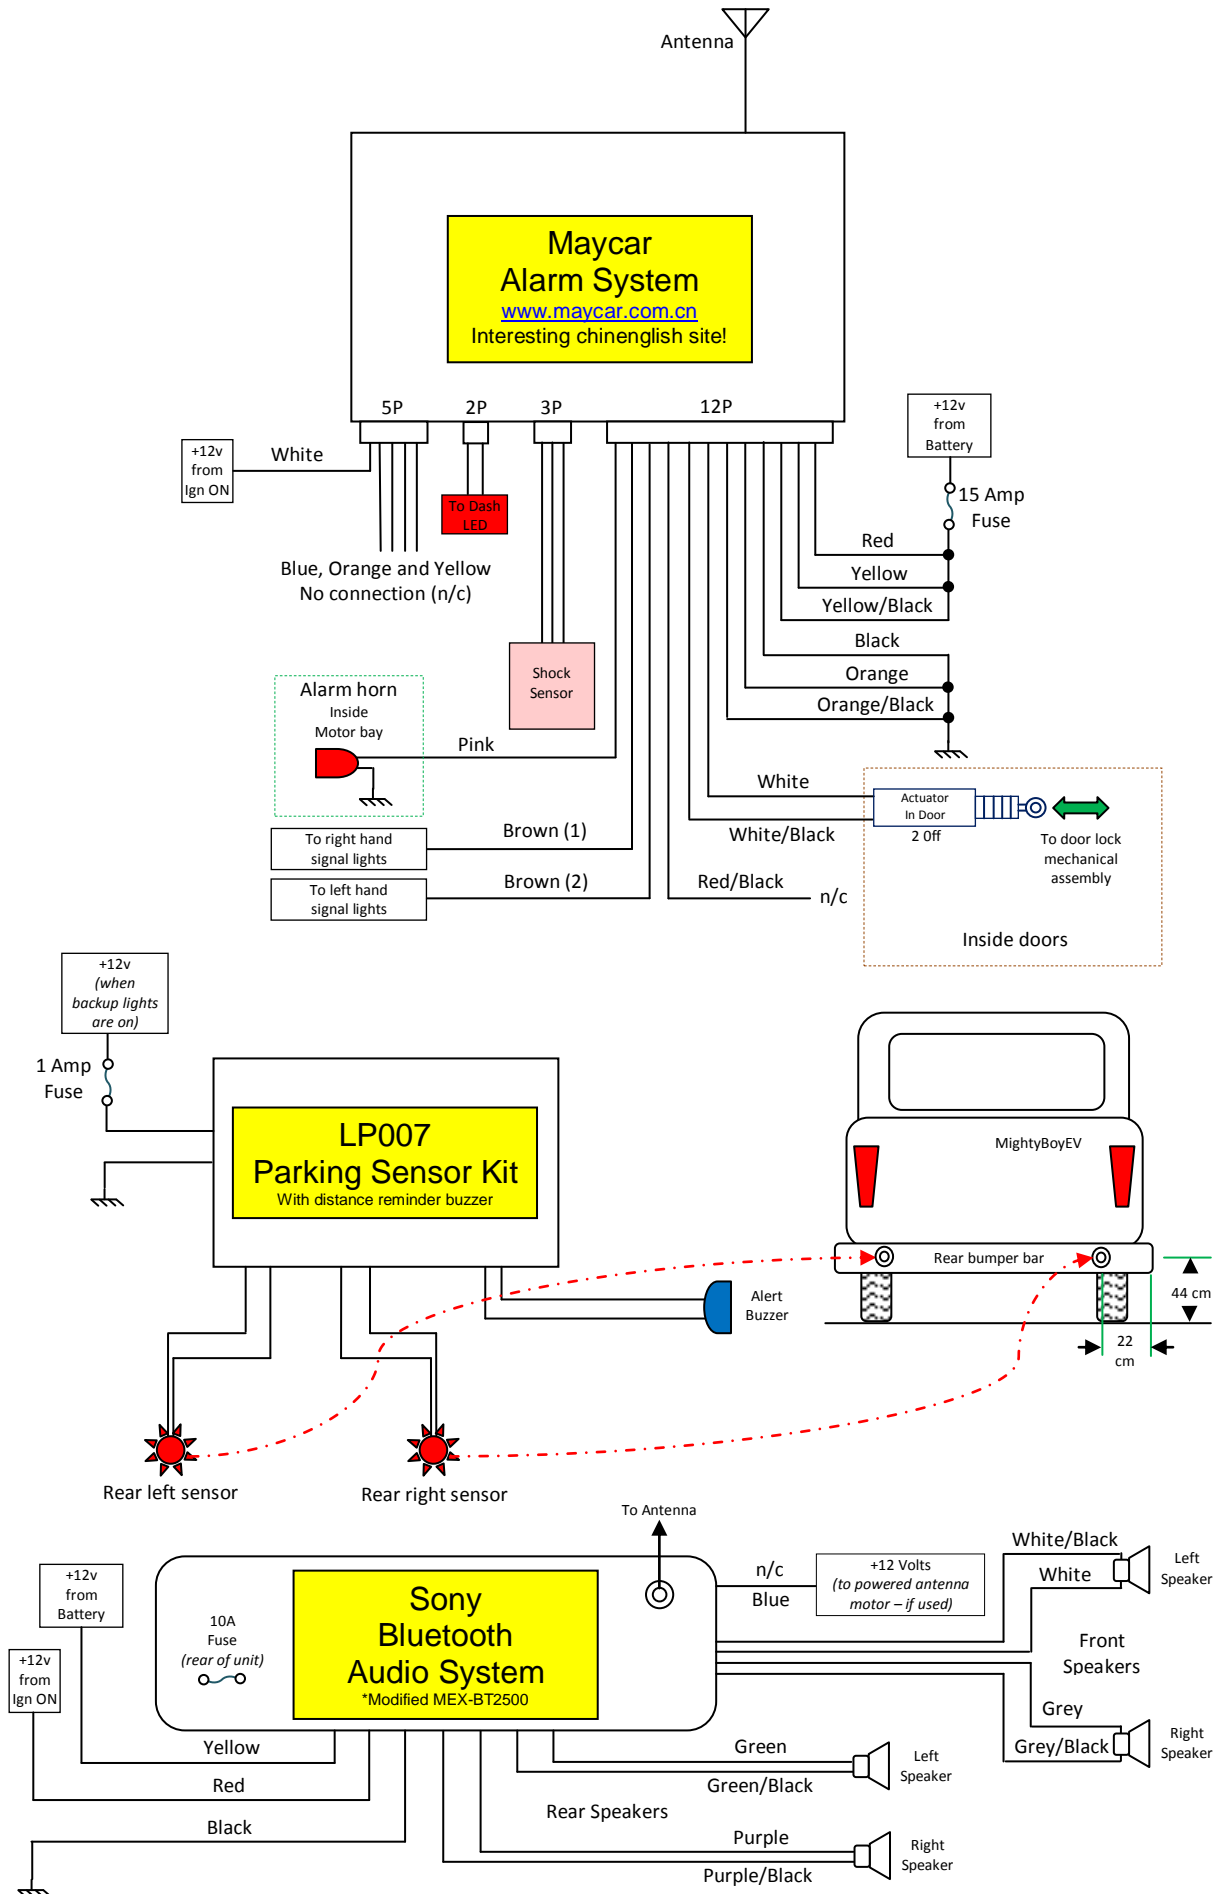 Antenna
Maycar
Alarm System
www.maycar.com.cn
Interesting chinenglish site!
5P
2P
3P
12P
+12v
from
Ign ON
White
To Dash
LED
Blue, Orange and Yellow
No connection (n/c)
+12v
from
Battery
15 Amp
Fuse
Red
Yellow
Yellow/Black
Black
Orange
Orange/Black
Shock
Sensor
Alarm horn
Inside
Motor bay
Pink
White
White/Black
Actuator
In Door
2 Off
To door lock
mechanical
assembly
Inside doors
To right hand
signal lights
Brown (1)
To left hand
signal lights
Brown (2)
Red/Black
n/c
+12v
(when
backup lights
are on)
1 Amp
Fuse
LP007
Parking Sensor Kit
With distance reminder buzzer
MightyBoyEV
Rear bumper bar
44 cm
22
cm
Alert
Buzzer
Rear left sensor
Rear right sensor
To Antenna
+12v
from
Battery
+12v
from
Ign ON
10A
Fuse
(rear of unit)
Sony
Bluetooth
Audio System
*Modified MEX-BT2500
n/c
Blue
+12 Volts
(to powered antenna
motor – if used)
White/Black
White
Left
Speaker
Front
Speakers
Grey
Grey/Black
Right
Speaker
Yellow
Red
Black
Green
Green/Black
Left
Speaker
Rear Speakers
Purple
Purple/Black
Right
Speaker